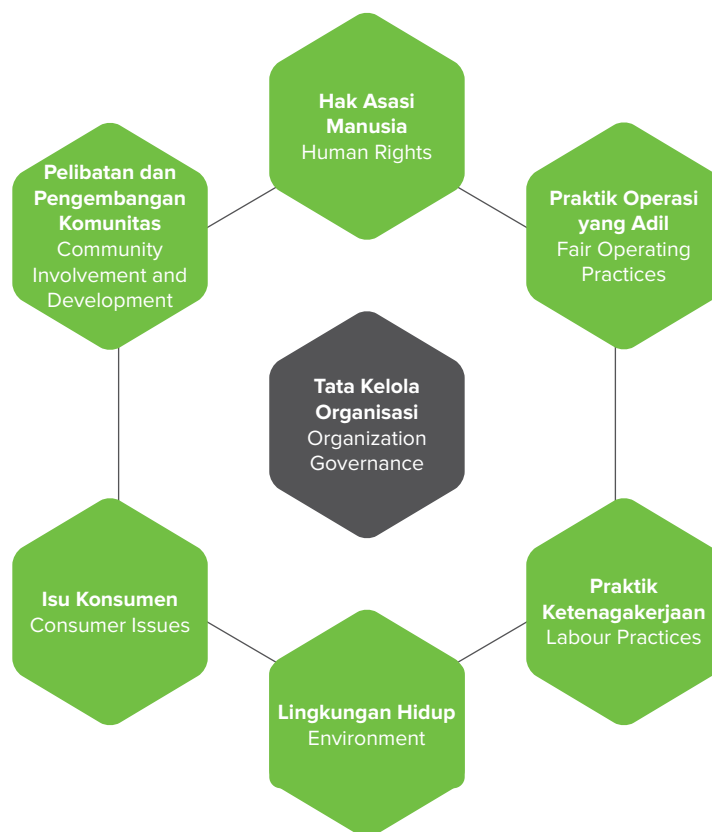 Hak Asasi
Manusia
Human Rights
Pelibatan dan
Pengembangan
Komunitas
Community
Involvement and
Development
Praktik Operasi
yang Adil
Fair Operating
Practices
Tata Kelola
Organisasi
Organization
Governance
Isu Konsumen
Consumer Issues
Praktik
Ketenagakerjaan
Labour Practices
Lingkungan Hidup
Environment